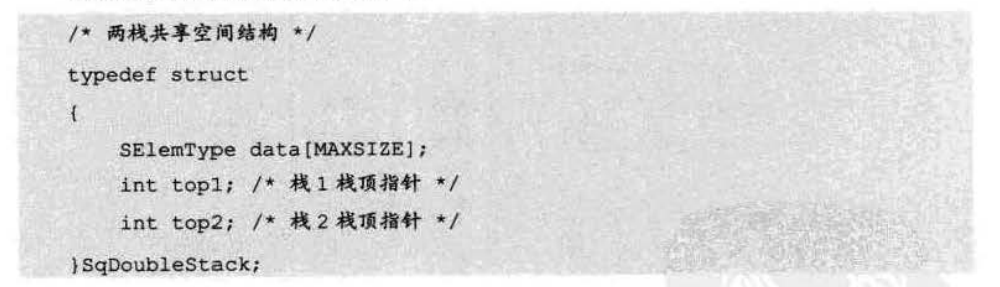 /* 两栈共享空间结构 */
typedef struct
{
SElemType data[MAXSIZE];
int top1; /* 栈1栈顶指针 */
int top2; /* 栈2栈顶指针 */
}SqDoubleStack;